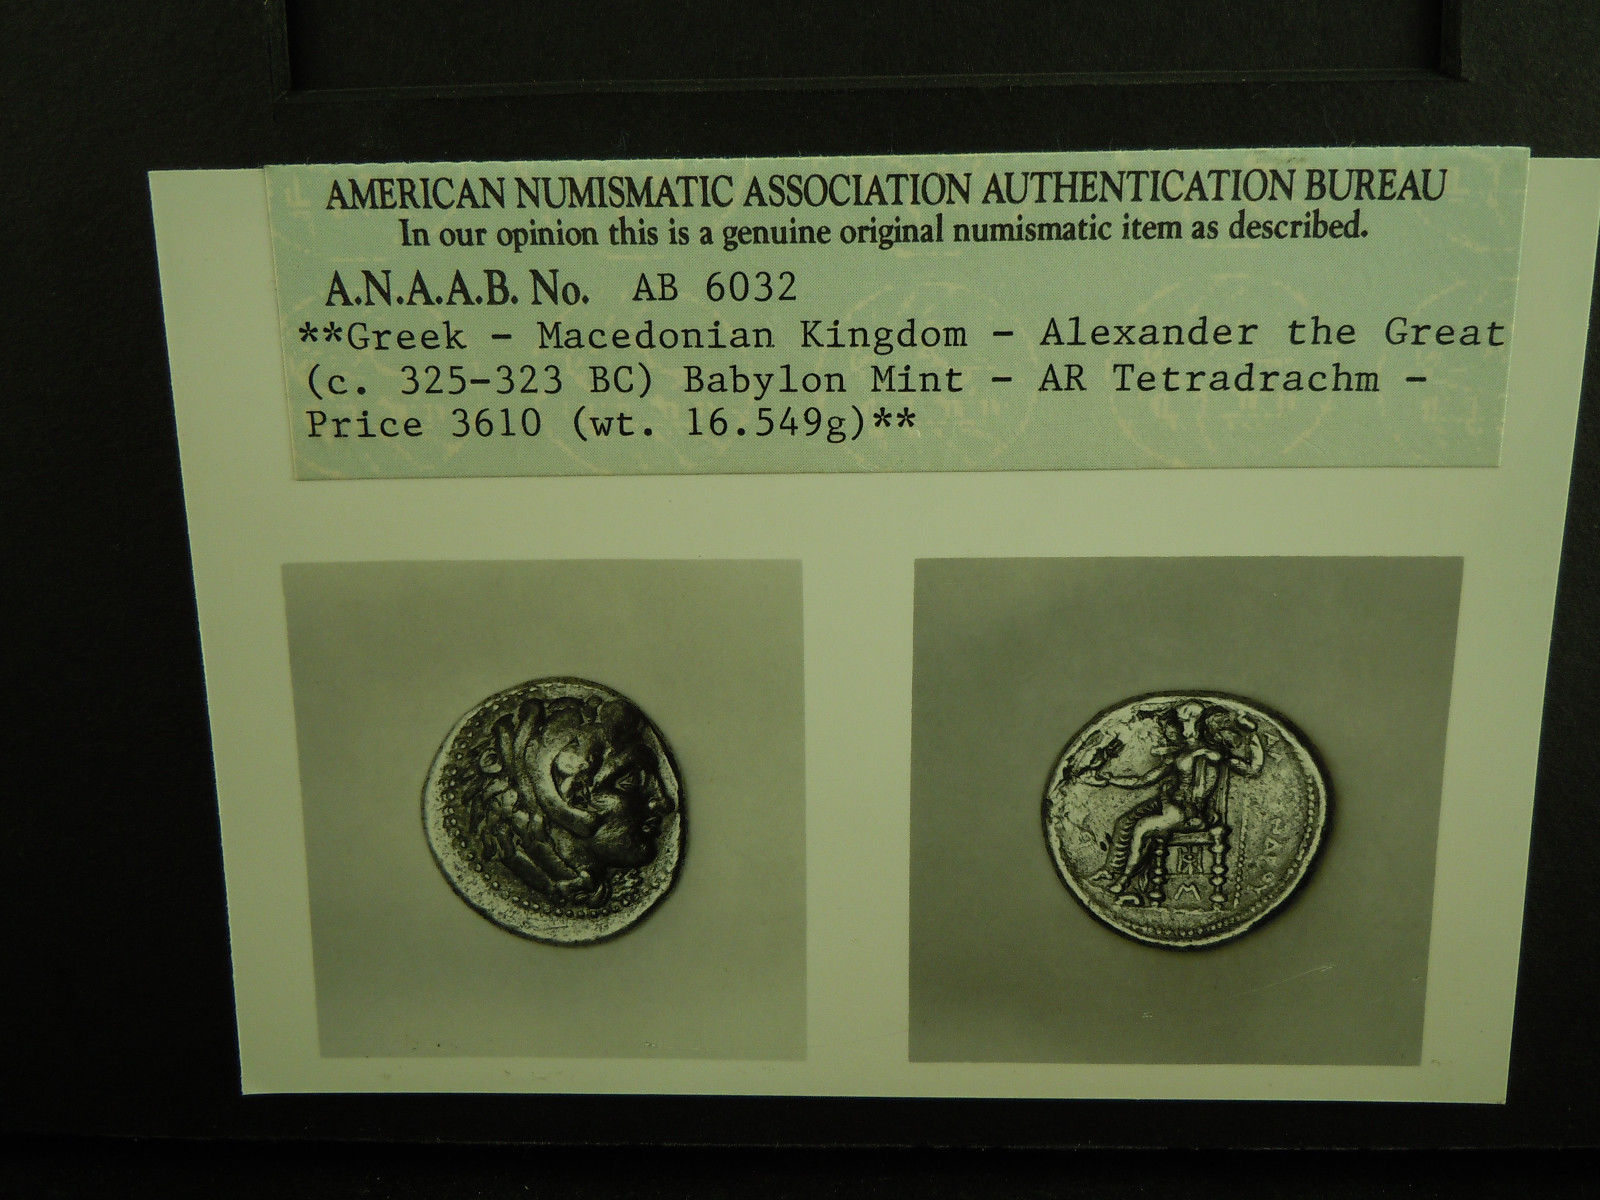 AMERICAN NUMISMATIC ASSOCIATION AUTHENTICATION BUREAU
In our opinion this is a genuine original numismatic item as described.
A.N.A.A.B. No. AB 6032
**Greek - Macedonian Kingdom - Alexander the Great
(c. 325-323 BC) Babylon Mint - AR Tetradrachm -
Price 3610 (wt. 16.549g)**